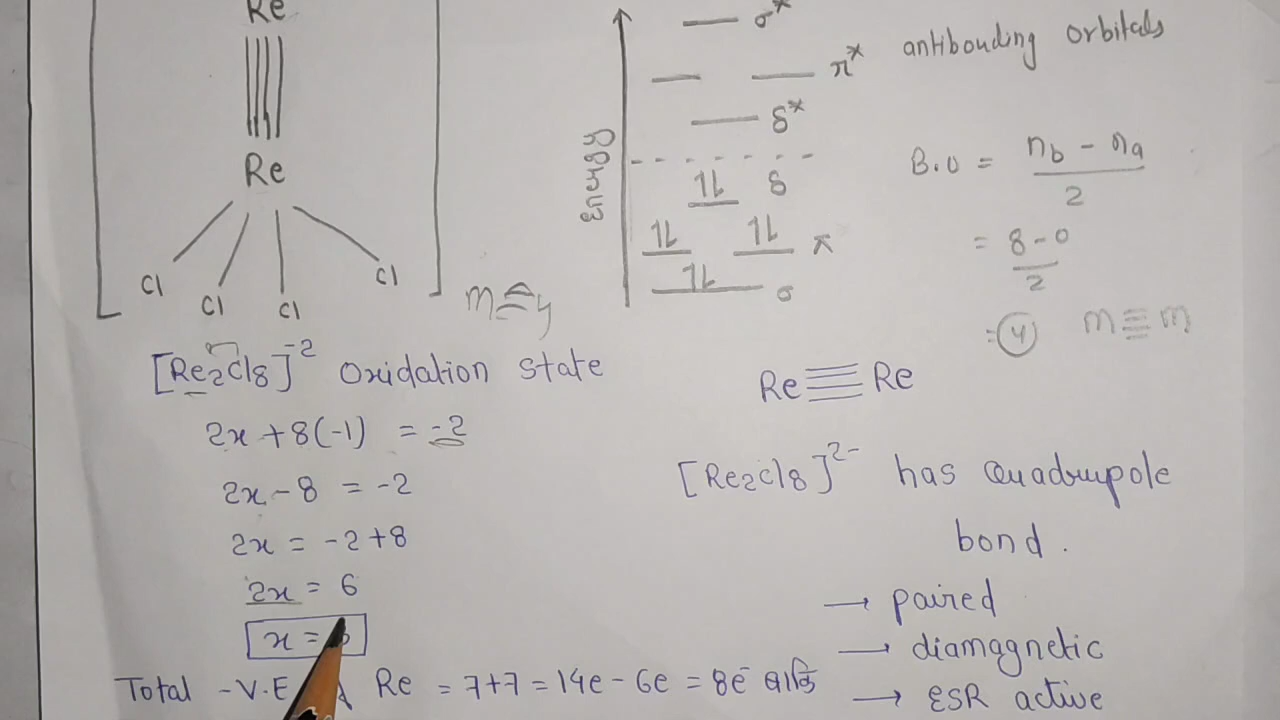 Re
Re
Cl Cl Cl Cl
[Re2Cl8]-2 Oxidation state
2x + 8(-1) = -2
2x - 8 = -2
2x = -2 + 8
2x = 6
x =
Total - V.E Re = 7+7 = 14e - 6e = 8e- बाकि
Energy
σ*
π* antibonding orbitals
δ*
1L δ
1L 1L π
1L σ
B.O = nb - na / 2
= 8 - 0 / 2
= 4 m≣m
Re ≣ Re
[Re2Cl8]2- has Quadrupole
bond.
→ paired
→ diamagnetic
→ ESR active